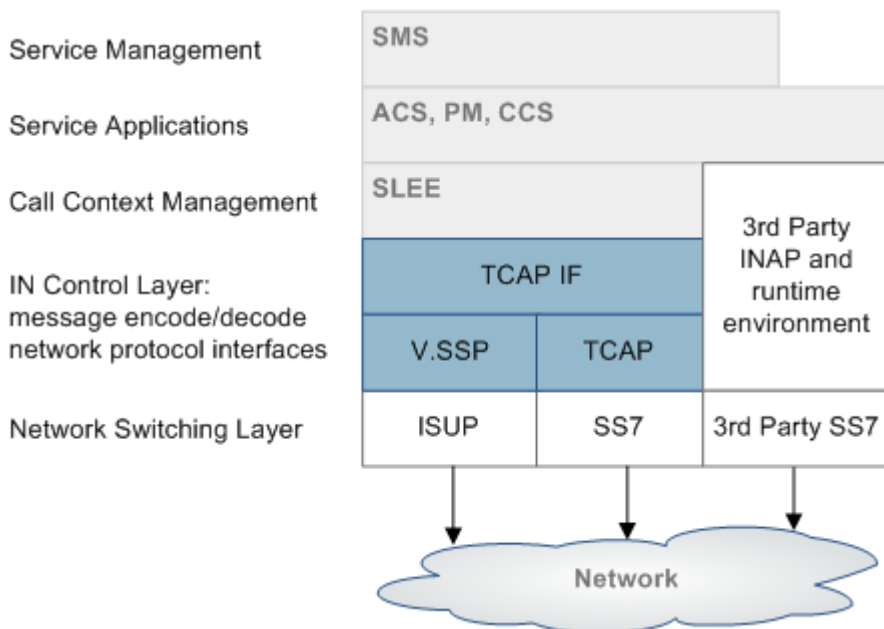 Service Management
SMS
Service Applications
ACS, PM, CCS
Call Context Management
SLEE
3rd Party
INAP and
runtime
environment
IN Control Layer:
message encode/decode
network protocol interfaces
TCAP IF
V.SSP
TCAP
Network Switching Layer
ISUP
SS7
3rd Party SS7
Network